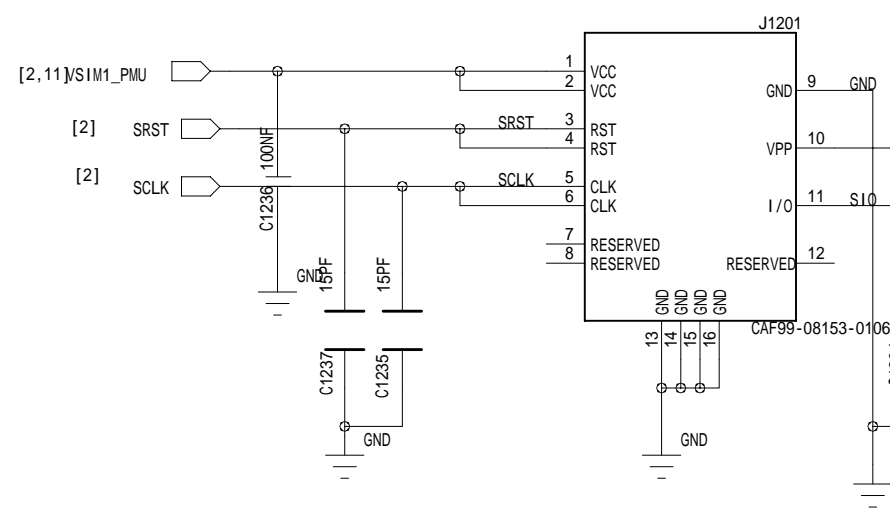 J1201
[2,11]VSIM1_PMU
1 VCC
2 VCC
9 GND
GND
[2] SRST
SRST
3 RST
4 RST
10 VPP
100NF
C1236
[2] SCLK
SCLK
5 CLK
6 CLK
11 I/O
SIO
7 RESERVED
8 RESERVED
12 RESERVED
GND
15PF
15PF
GND
GND
GND
GND
13
14
15
16
CAF99-08153-0106
C1237
C1235
GND
GND